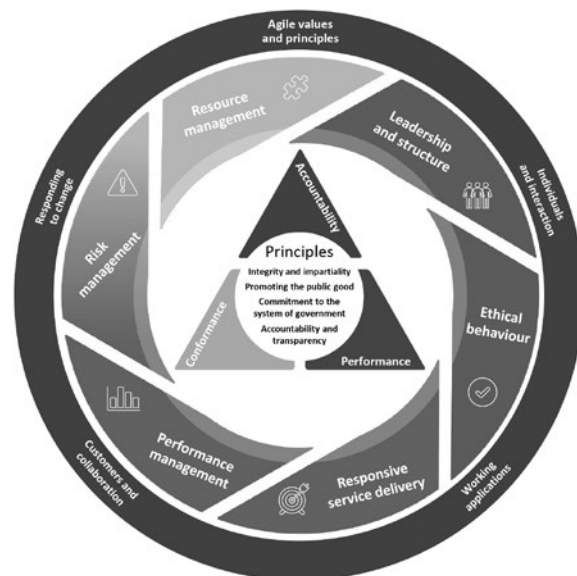 Agile values
and principles
Resource
management
Leadership
and structure
Individuals
and interaction
Ethical
behaviour
Working
applications
Responsive
service delivery
Performance
management
Customers and
collaboration
Risk
management
Responding
to change
Accountability
Principles
Integrity and impartiality
Promoting the public good
Commitment to the
system of government
Accountability and
transparency
Conformance
Performance